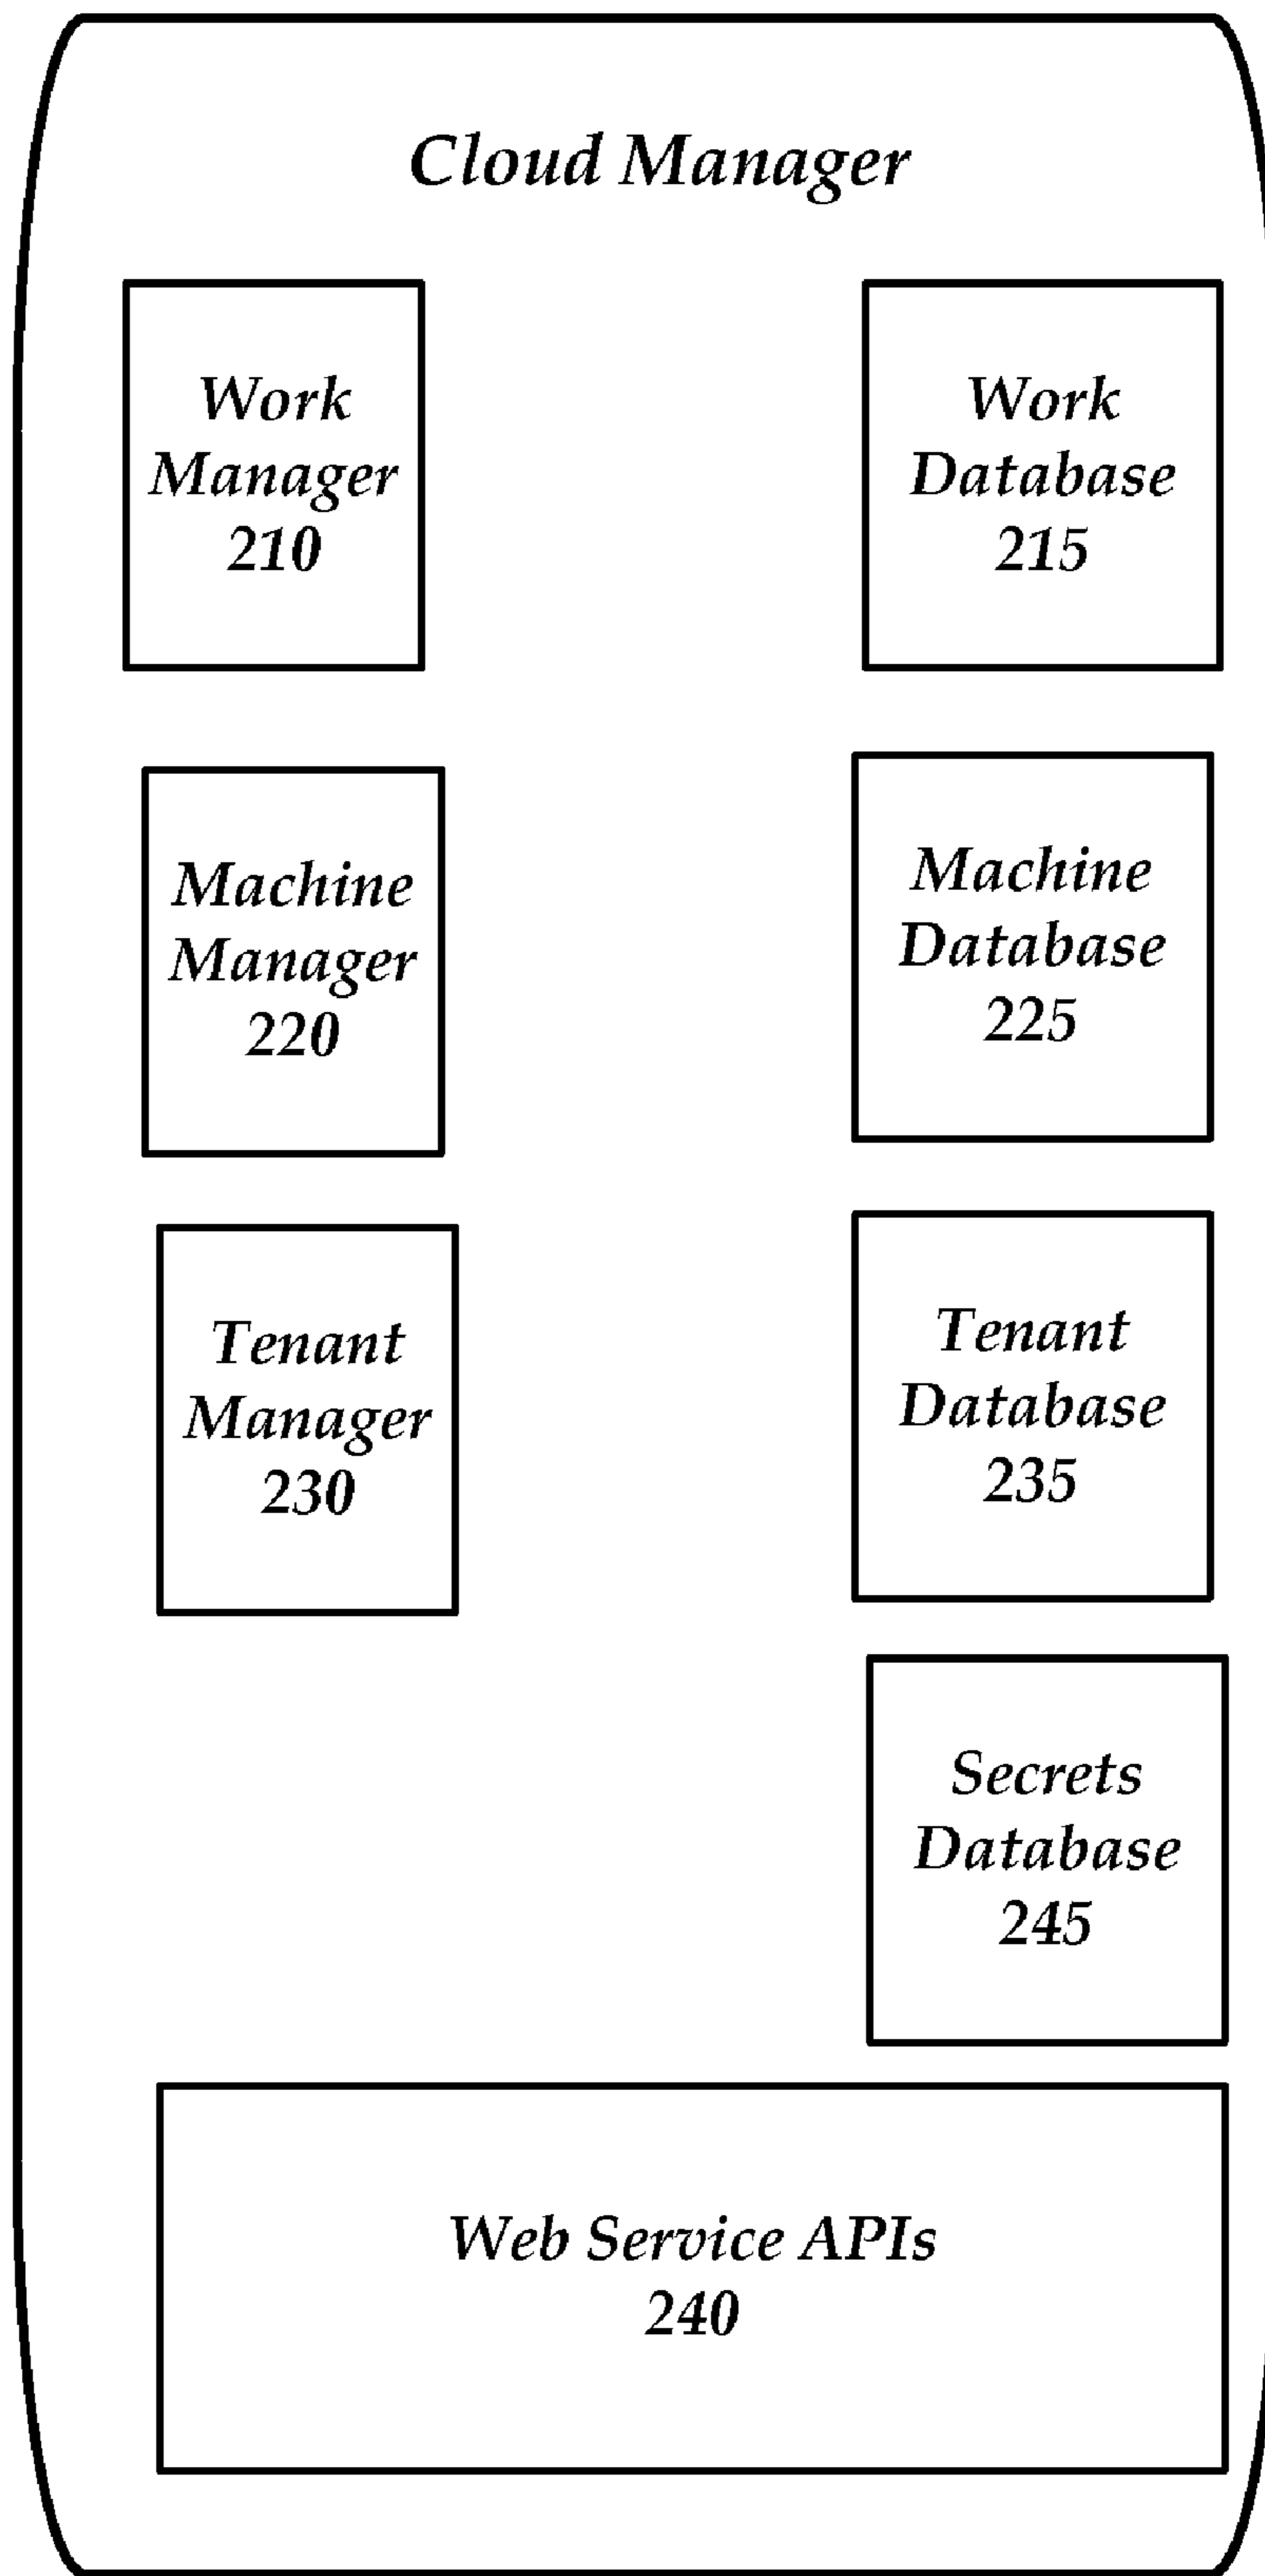 Cloud Manager
Work
Manager
210
Work
Database
215
Machine
Manager
220
Machine
Database
225
Tenant
Manager
230
Tenant
Database
235
Secrets
Database
245
Web Service APIs
240